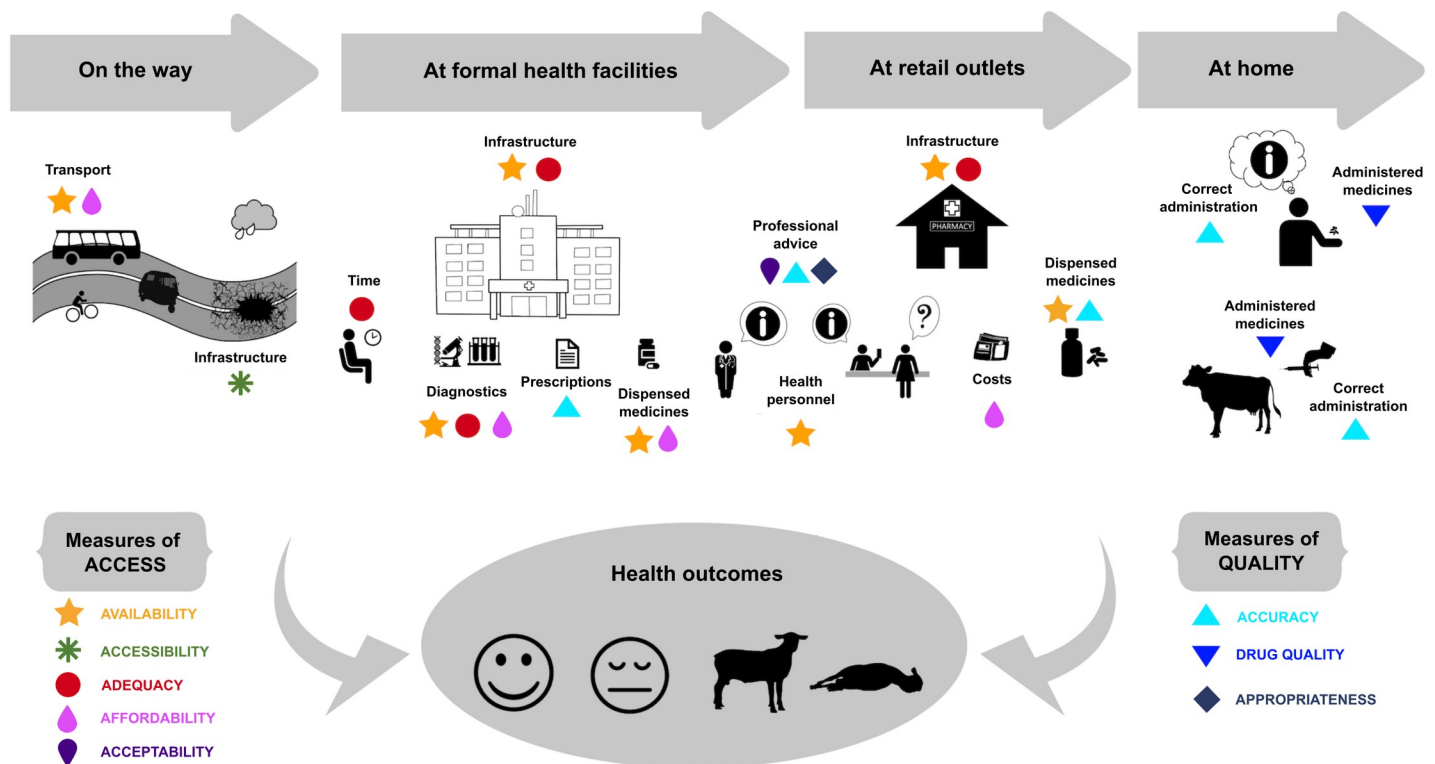 On the way
At formal health facilities
At retail outlets
At home
Transport
Infrastructure
Time
Infrastructure
Diagnostics
Prescriptions
Dispensed
medicines
Professional
advice
Health
personnel
Infrastructure
PHARMACY
?
Costs
Dispensed
medicines
Correct
administration
Administered
medicines
Administered
medicines
Correct
administration
Measures of
ACCESS
AVAILABILITY
ACCESSIBILITY
ADEQUACY
AFFORDABILITY
ACCEPTABILITY
Health outcomes
Measures of
QUALITY
ACCURACY
DRUG QUALITY
APPROPRIATENESS